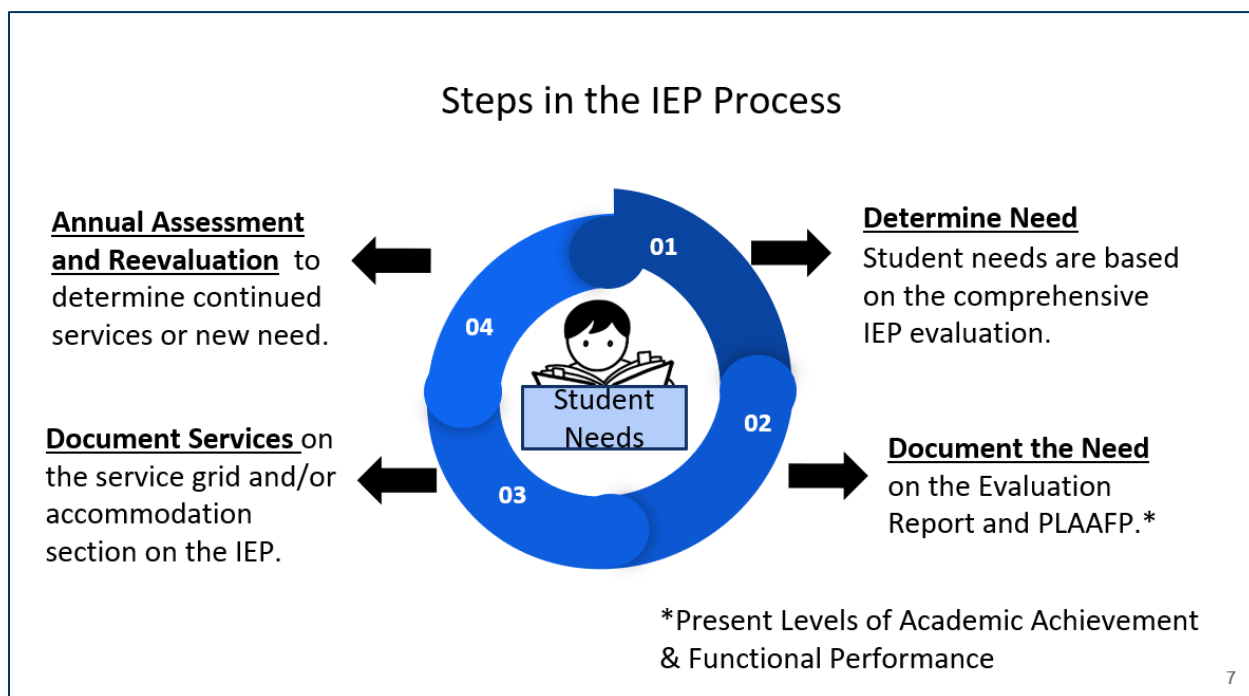 Steps in the IEP Process
01
Determine Need
Student needs are based
on the comprehensive
IEP evaluation.
02
Document the Need
on the Evaluation
Report and PLAAFP.*
03
Document Services on
the service grid and/or
accommodation
section on the IEP.
04
Annual Assessment
and Reevaluation to
determine continued
services or new need.
Student
Needs
*Present Levels of Academic Achievement
& Functional Performance
7